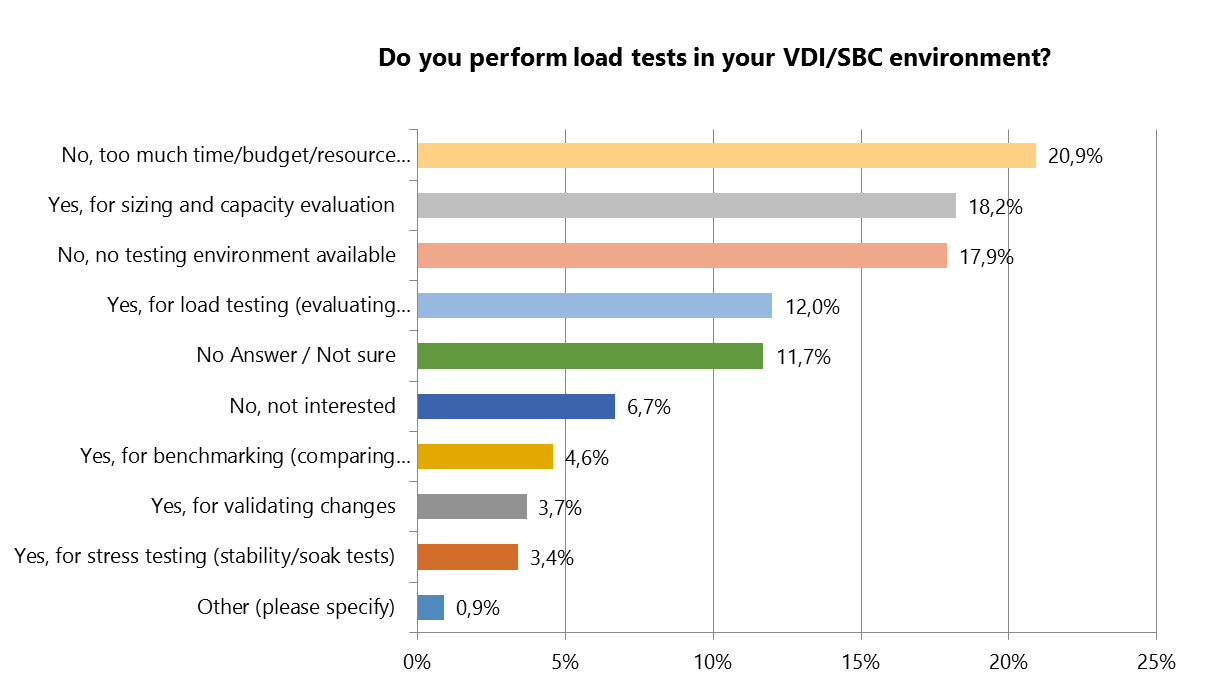 Do you perform load tests in your VDI/SBC environment?
No, too much time/budget/resource... 20,9%
Yes, for sizing and capacity evaluation 18,2%
No, no testing environment available 17,9%
Yes, for load testing (evaluating... 12,0%
No Answer / Not sure 11,7%
No, not interested 6,7%
Yes, for benchmarking (comparing... 4,6%
Yes, for validating changes 3,7%
Yes, for stress testing (stability/soak tests) 3,4%
Other (please specify) 0,9%
0% 5% 10% 15% 20% 25%